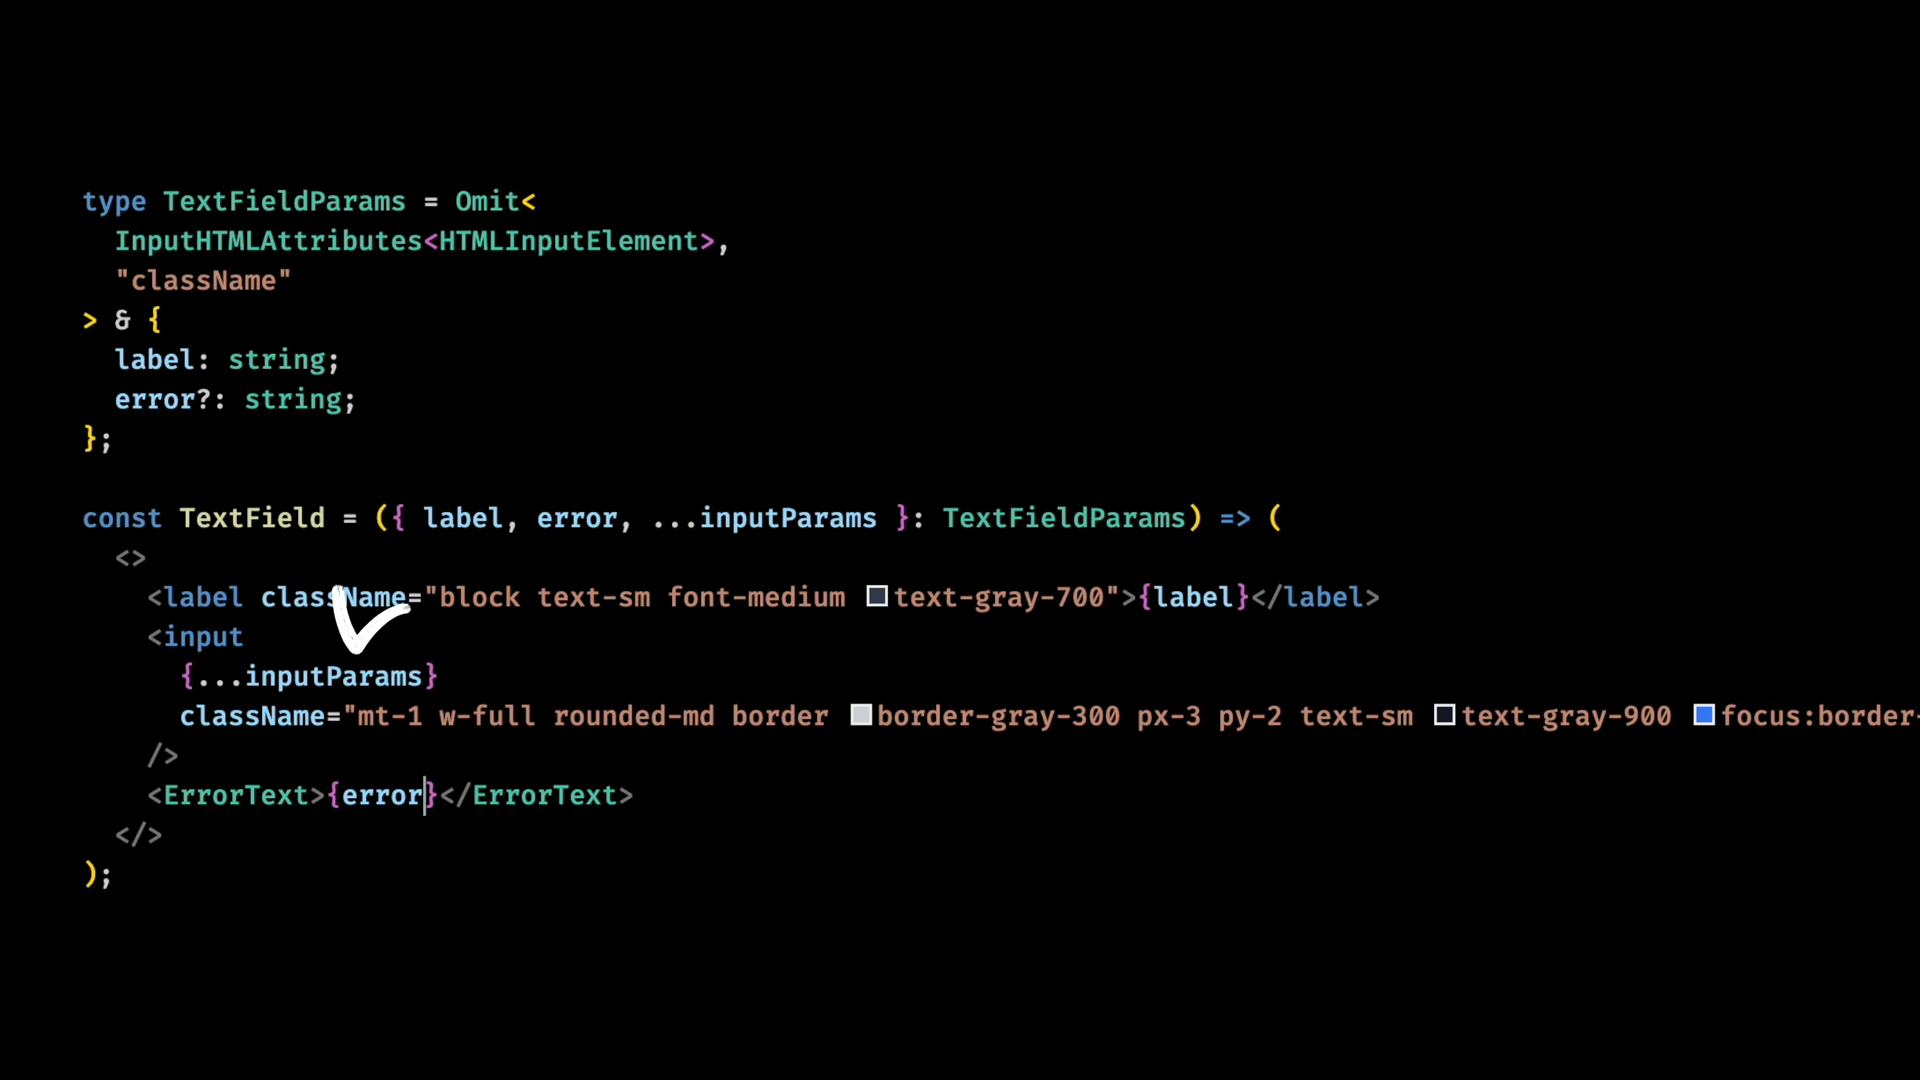 type TextFieldParams = Omit<
InputHTMLAttributes<HTMLInputElement>,
"className"
> & {
label: string;
error?: string;
};
const TextField = ({ label, error, ...inputParams }: TextFieldParams) => (
<>
<label className="block text-sm font-medium text-gray-700">{label}</label>
<input
{...inputParams}
className="mt-1 w-full rounded-md border border-gray-300 px-3 py-2 text-sm text-gray-900 focus:border-
/>
<ErrorText>{error}</ErrorText>
</>
);